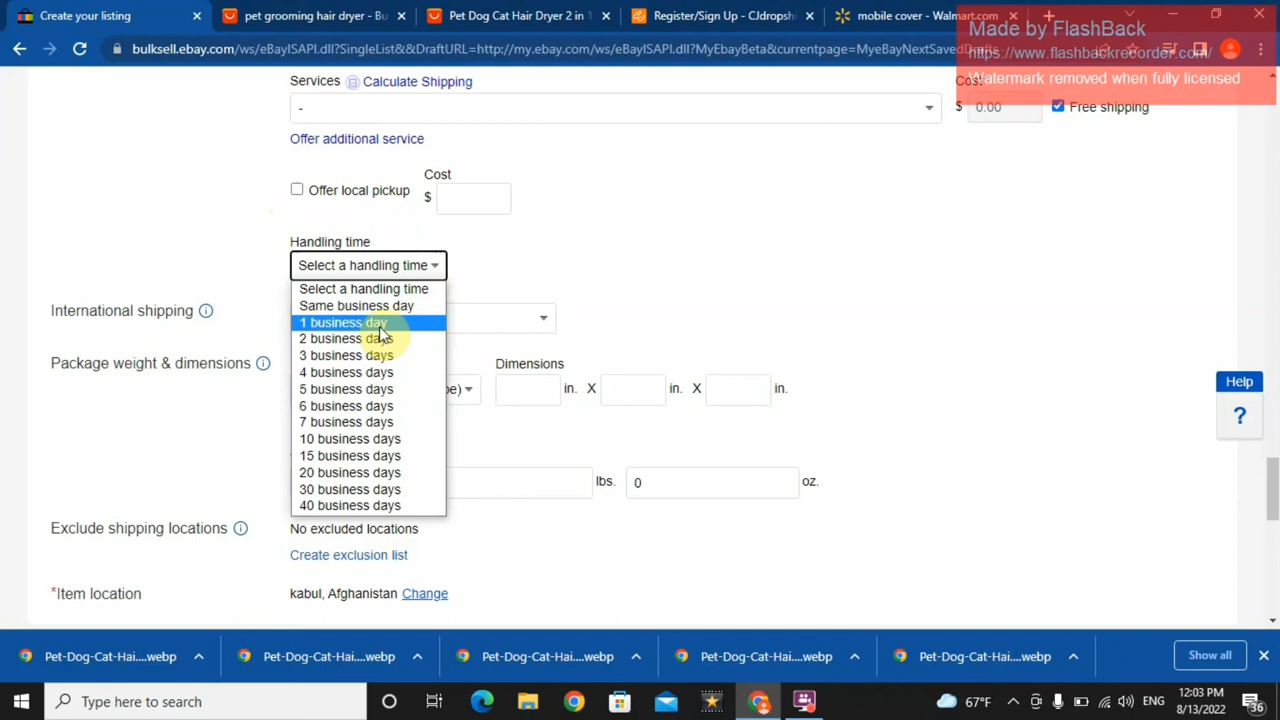 Create your listing
pet grooming hair dryer - Bu
Pet Dog Cat Hair Dryer 2 in 1
Register/Sign Up - CJdropsh
mobile cover - Walmart.com
Made by FlashBack
bulksell.ebay.com/ws/eBayISAPI.dll?SingleList&&DraftURL=http://my.ebay.com/ws/eBayISAPI.dll?MyEbayBeta&currentpage=MyeBayNextSavedDrafts
https://www.flashbackrecorder.com/
Watermark removed when fully licensed
Services Calculate Shipping
Cost
-
$ 0.00 Free shipping
Offer additional service
Cost
Offer local pickup $
Handling time
Select a handling time
Select a handling time
Same business day
1 business day
2 business days
3 business days
4 business days
5 business days
6 business days
7 business days
10 business days
15 business days
20 business days
30 business days
40 business days
International shipping
Package weight & dimensions
Dimensions
in. X in. X in.
lbs. 0 oz.
Help
?
Exclude shipping locations No excluded locations
Create exclusion list
*Item location kabul, Afghanistan Change
Pet-Dog-Cat-Hai....webp
Pet-Dog-Cat-Hai....webp
Pet-Dog-Cat-Hai....webp
Pet-Dog-Cat-Hai....webp
Pet-Dog-Cat-Hai....webp
Show all
Type here to search
67°F
ENG
12:03 PM
8/13/2022
36